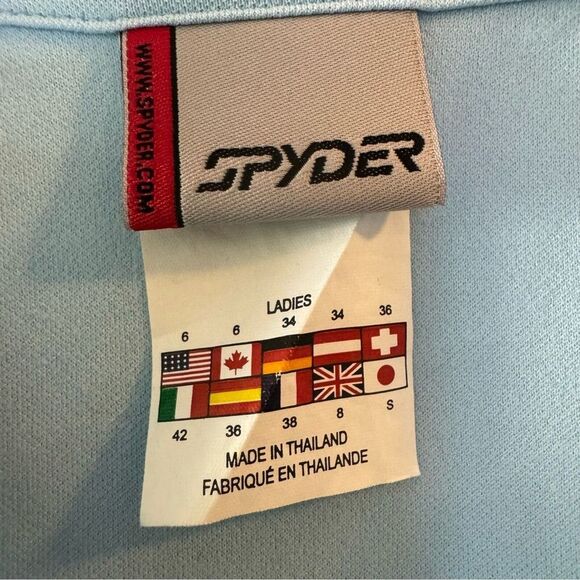 WWW.SPYDER.COM
SPYDER
LADIES
6 6 34 34 36
42 36 38 8 S
MADE IN THAILAND
FABRIQUÉ EN THAILANDE